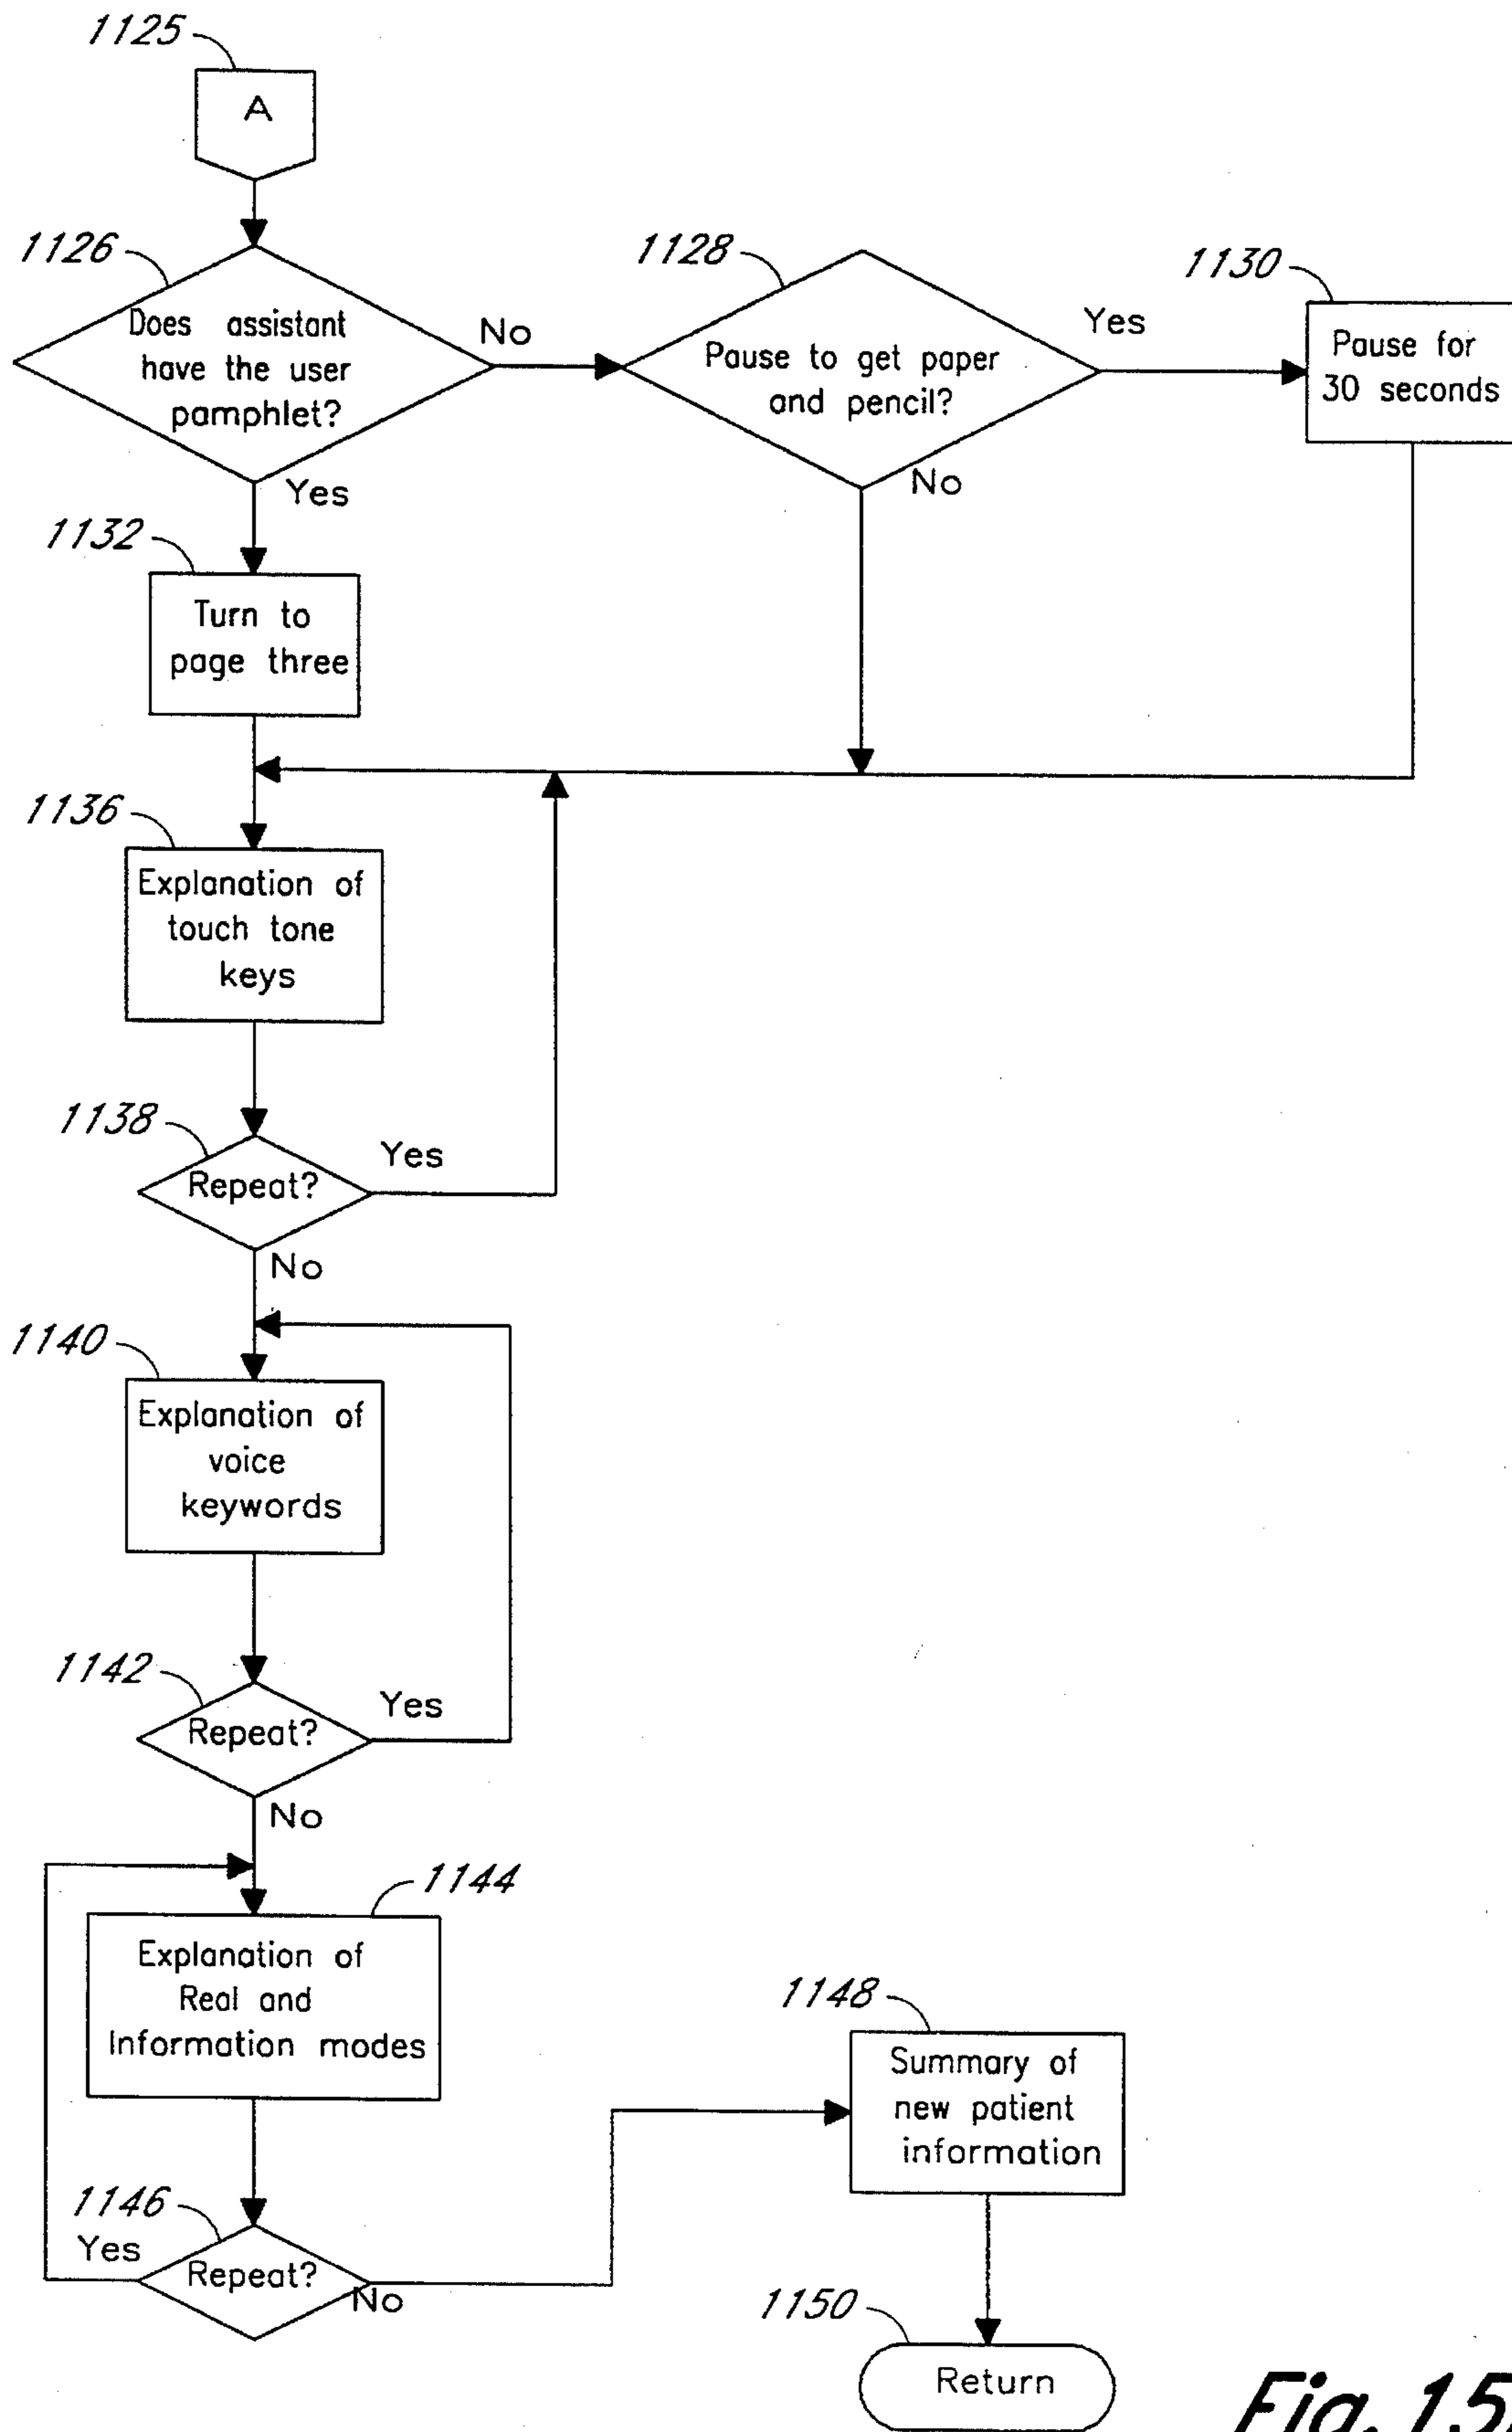 1125
A
1126
Does assistant
have the user
pamphlet?
No
Yes
1128
Pause to get paper
and pencil?
Yes
No
1130
Pause for
30 seconds
1132
Turn to
page three
1136
Explanation of
touch tone
keys
1138
Repeat?
Yes
No
1140
Explanation of
voice
keywords
1142
Repeat?
Yes
No
1144
Explanation of
Real and
Information modes
1146
Yes
Repeat?
No
1148
Summary of
new patient
information
1150
Return
Fig. 15